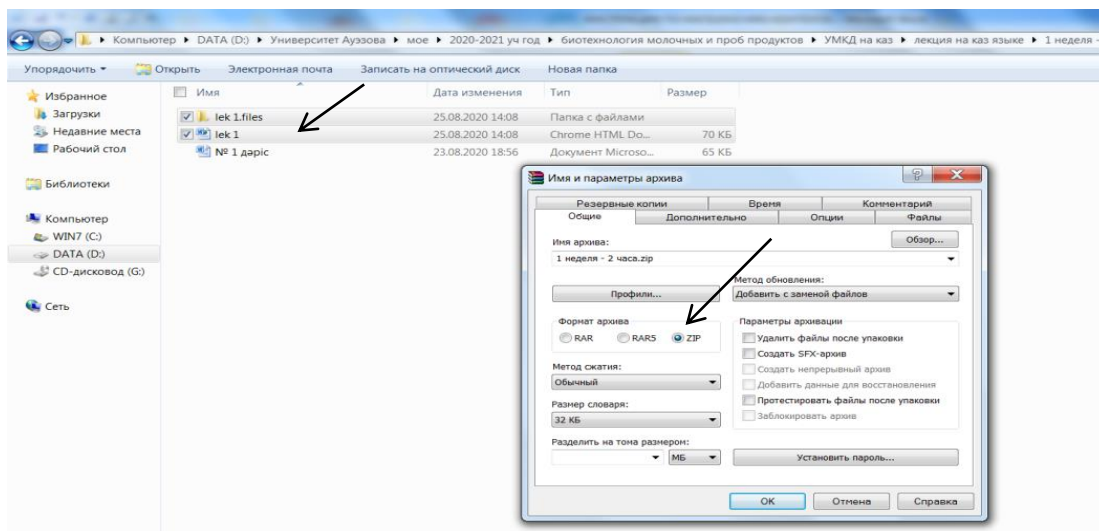 Компьютер ▸ DATA (D:) ▸ Университет Ауэзова ▸ мое ▸ 2020-2021 уч год ▸ биотехнология молочных и проб продуктов ▸ УМКД на каз ▸ лекция на каз языке ▸ 1 неделя -
Упорядочить Открыть Электронная почта Записать на оптический диск Новая папка
Избранное
Загрузки
Недавние места
Рабочий стол
Библиотеки
Компьютер
WIN7 (C:)
DATA (D:)
CD-дисковод (G:)
Сеть
Имя Дата изменения Тип Размер
lek 1.files 25.08.2020 14:08 Папка с файлами
lek 1 25.08.2020 14:08 Chrome HTML Do... 70 КБ
№ 1 дәріс 23.08.2020 18:56 Документ Microso... 65 КБ
Имя и параметры архива
Резервные копии Время Комментарий
Общие Дополнительно Опции Файлы
Имя архива:
Обзор...
1 неделя - 2 часа.zip
Метод обновления:
Профили... Добавить с заменой файлов
Формат архива
RAR RAR5 ZIP
Метод сжатия:
Обычный
Размер словаря:
32 КБ
Разделить на тома размером:
МБ
Параметры архивации
Удалить файлы после упаковки
Создать SFX-архив
Создать непрерывный архив
Добавить данные для восстановления
Протестировать файлы после упаковки
Заблокировать архив
Установить пароль...
OK Отмена Справка